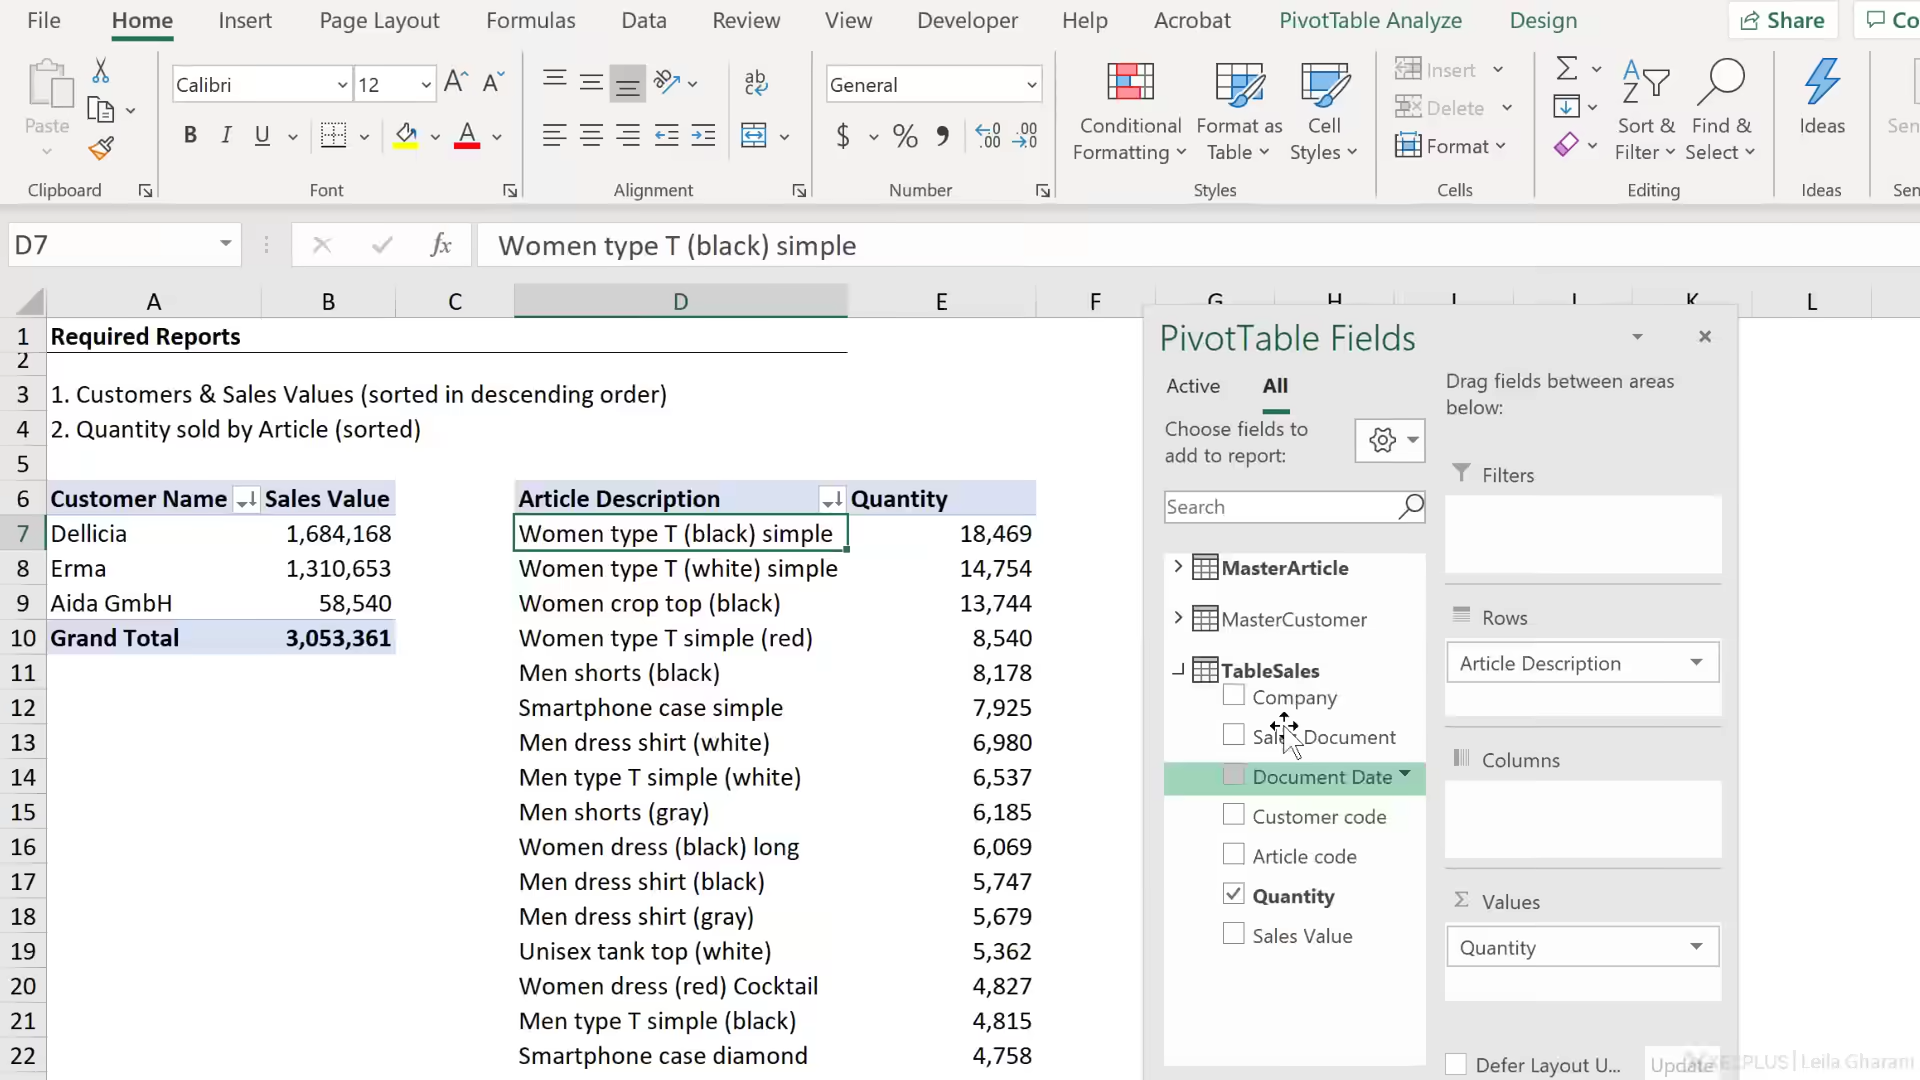 File Home Insert Page Layout Formulas Data Review View Developer Help Acrobat PivotTable Analyze Design Share Co
Calibri 12 General Insert
Paste Conditional Format as Cell Delete Sort & Find & Ideas Sen
B I U Formatting Table Styles Format Filter Select
Clipboard Font Alignment Number Styles Cells Editing Ideas Sen
D7 fx Women type T (black) simple
A B C D E F G H I J K L
1 Required Reports
2
3 1. Customers & Sales Values (sorted in descending order)
4 2. Quantity sold by Article (sorted)
5
6 Customer Name Sales Value Article Description Quantity
7 Dellicia 1,684,168 Women type T (black) simple 18,469
8 Erma 1,310,653 Women type T (white) simple 14,754
9 Aida GmbH 58,540 Women crop top (black) 13,744
10 Grand Total 3,053,361 Women type T simple (red) 8,540
11 Men shorts (black) 8,178
12 Smartphone case simple 7,925
13 Men dress shirt (white) 6,980
14 Men type T simple (white) 6,537
15 Men shorts (gray) 6,185
16 Women dress (black) long 6,069
17 Men dress shirt (black) 5,747
18 Men dress shirt (gray) 5,679
19 Unisex tank top (white) 5,362
20 Women dress (red) Cocktail 4,827
21 Men type T simple (black) 4,815
22 Smartphone case diamond 4,758
PivotTable Fields
Active All
Choose fields to
add to report:
Search
MasterArticle
MasterCustomer
TableSales
Company
Sales Document
Document Date
Customer code
Article code
Quantity
Sales Value
Drag fields between areas
below:
Filters
Rows
Article Description
Columns
Values
Quantity
Defer Layout U... Update
XELPLUS | Leila Gharani